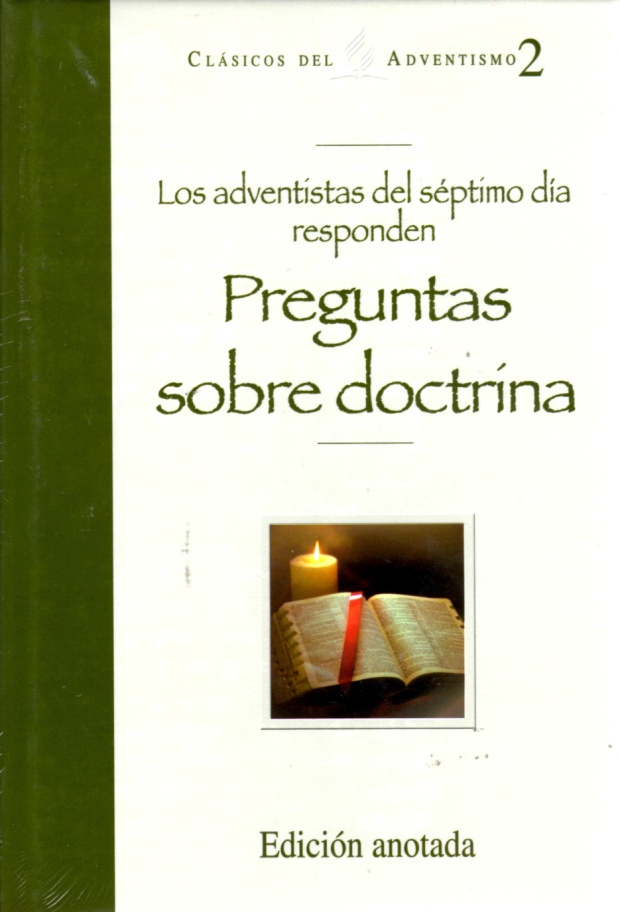 CLÁSICOS DEL ADVENTISMO 2
Los adventistas del séptimo día
responden
Preguntas
sobre doctrina
Edición anotada